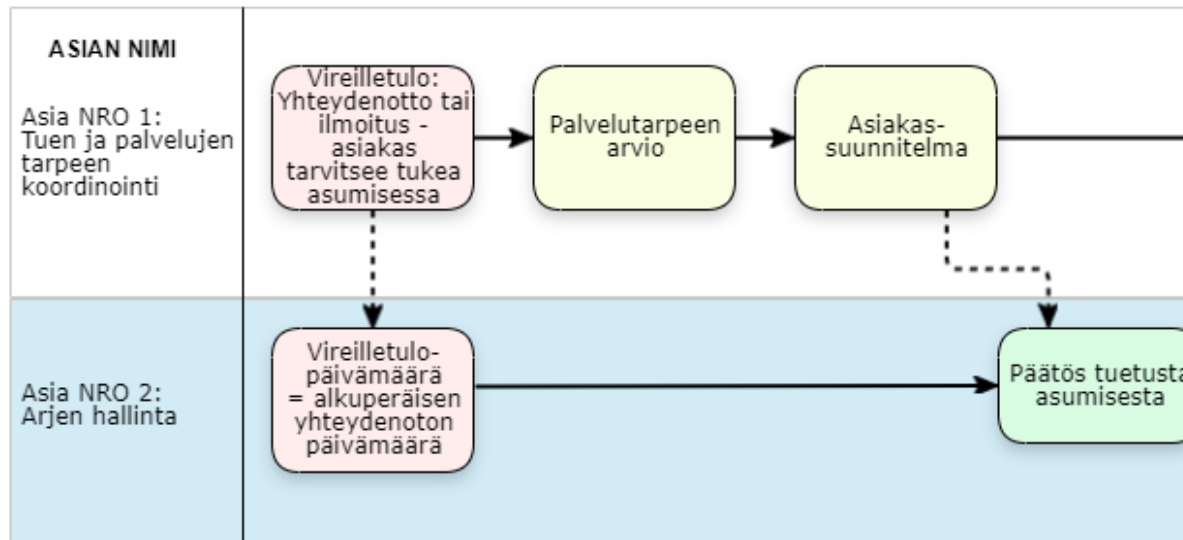 ASIAN NIMI
Asia NRO 1:
Tuen ja palvelujen
tarpeen
koordinointi
Vireilletulo:
Yhteydenotto tai
ilmoitus -
asiakas
tarvitsee tukea
asumisessa
Palvelutarpeen
arvio
Asiakas-
suunnitelma
Asia NRO 2:
Arjen hallinta
Vireilletulo-
päivämäärä
= alkuperäisen
yhteydenoton
päivämäärä
Päätös tuetusta
asumisesta